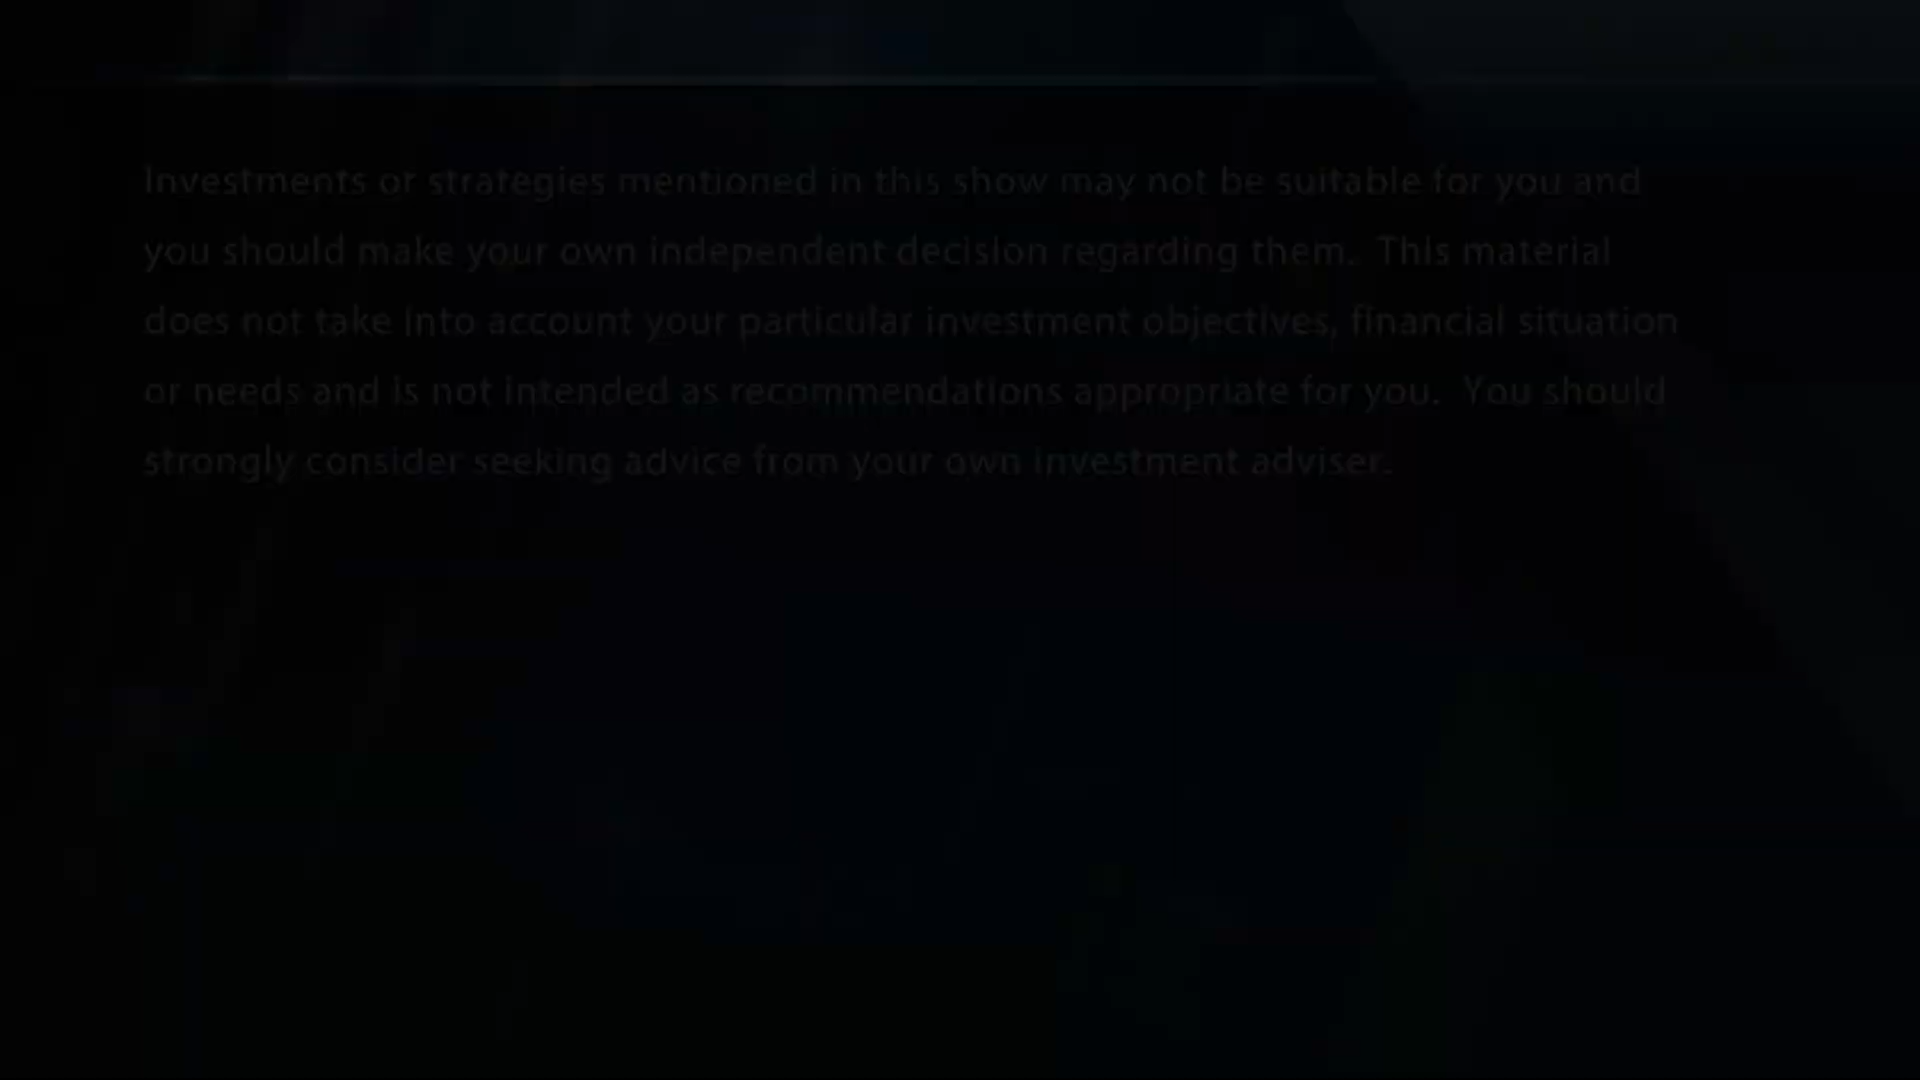 Investments or strategies mentioned in this show may not be suitable for you and
you should make your own independent decision regarding them.  This material
does not take into account your particular investment objectives, financial situation
or needs and is not intended as recommendations appropriate for you.  You should
strongly consider seeking advice from your own investment adviser.